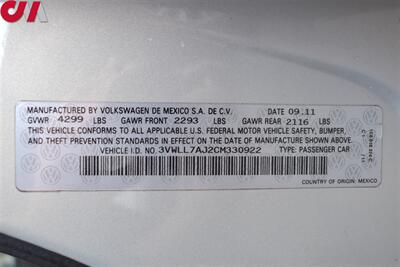 CIA
MANUFACTURED BY VOLKSWAGEN DE MEXICO S.A. DE C.V. DATE 09.11
GVWR 4299 LBS GAWR FRONT 2293 LBS GAWR REAR 2116 LBS
THIS VEHICLE CONFORMS TO ALL APPLICABLE U.S. FEDERAL MOTOR VEHICLE SAFETY, BUMPER,
AND THEFT PREVENTION STANDARDS IN EFFECT ON THE DATE OF MANUFACTURE SHOWN ABOVE.
VEHICLE I.D. NO. 3VWLL7AJ2CM330922 TYPE: PASSENGER CAR
COUNTRY OF ORIGIN: MEXICO